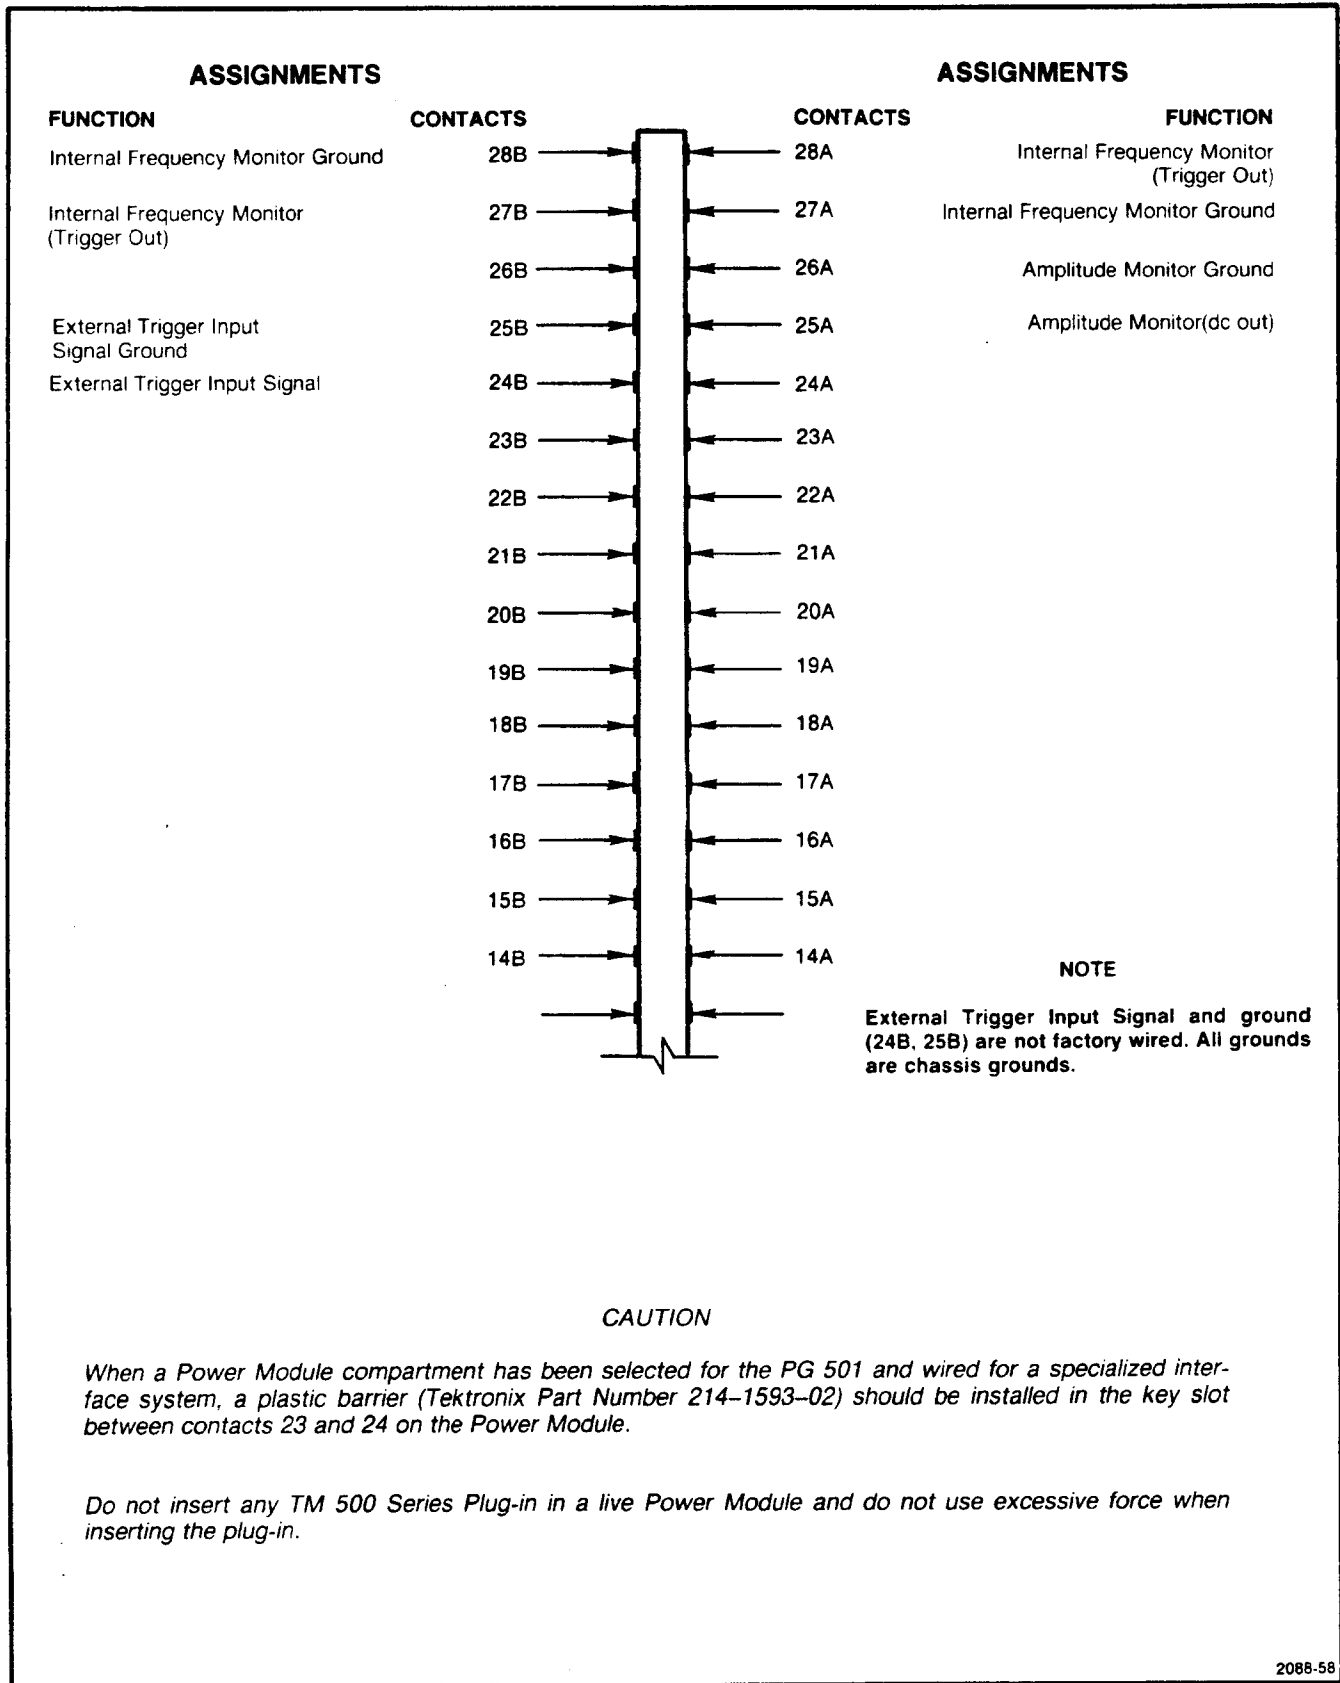 ASSIGNMENTS
ASSIGNMENTS
FUNCTION CONTACTS CONTACTS FUNCTION
Internal Frequency Monitor Ground 28B 28A Internal Frequency Monitor
(Trigger Out)
Internal Frequency Monitor 27B 27A Internal Frequency Monitor Ground
(Trigger Out)
26B 26A Amplitude Monitor Ground
External Trigger Input 25B 25A Amplitude Monitor(dc out)
Signal Ground
External Trigger Input Signal 24B 24A
23B 23A
22B 22A
21B 21A
20B 20A
19B 19A
18B 18A
17B 17A
16B 16A
15B 15A
14B 14A
NOTE
External Trigger Input Signal and ground
(24B, 25B) are not factory wired. All grounds
are chassis grounds.
CAUTION
When a Power Module compartment has been selected for the PG 501 and wired for a specialized inter-
face system, a plastic barrier (Tektronix Part Number 214–1593–02) should be installed in the key slot
between contacts 23 and 24 on the Power Module.
Do not insert any TM 500 Series Plug-in in a live Power Module and do not use excessive force when
inserting the plug-in.
2088-58